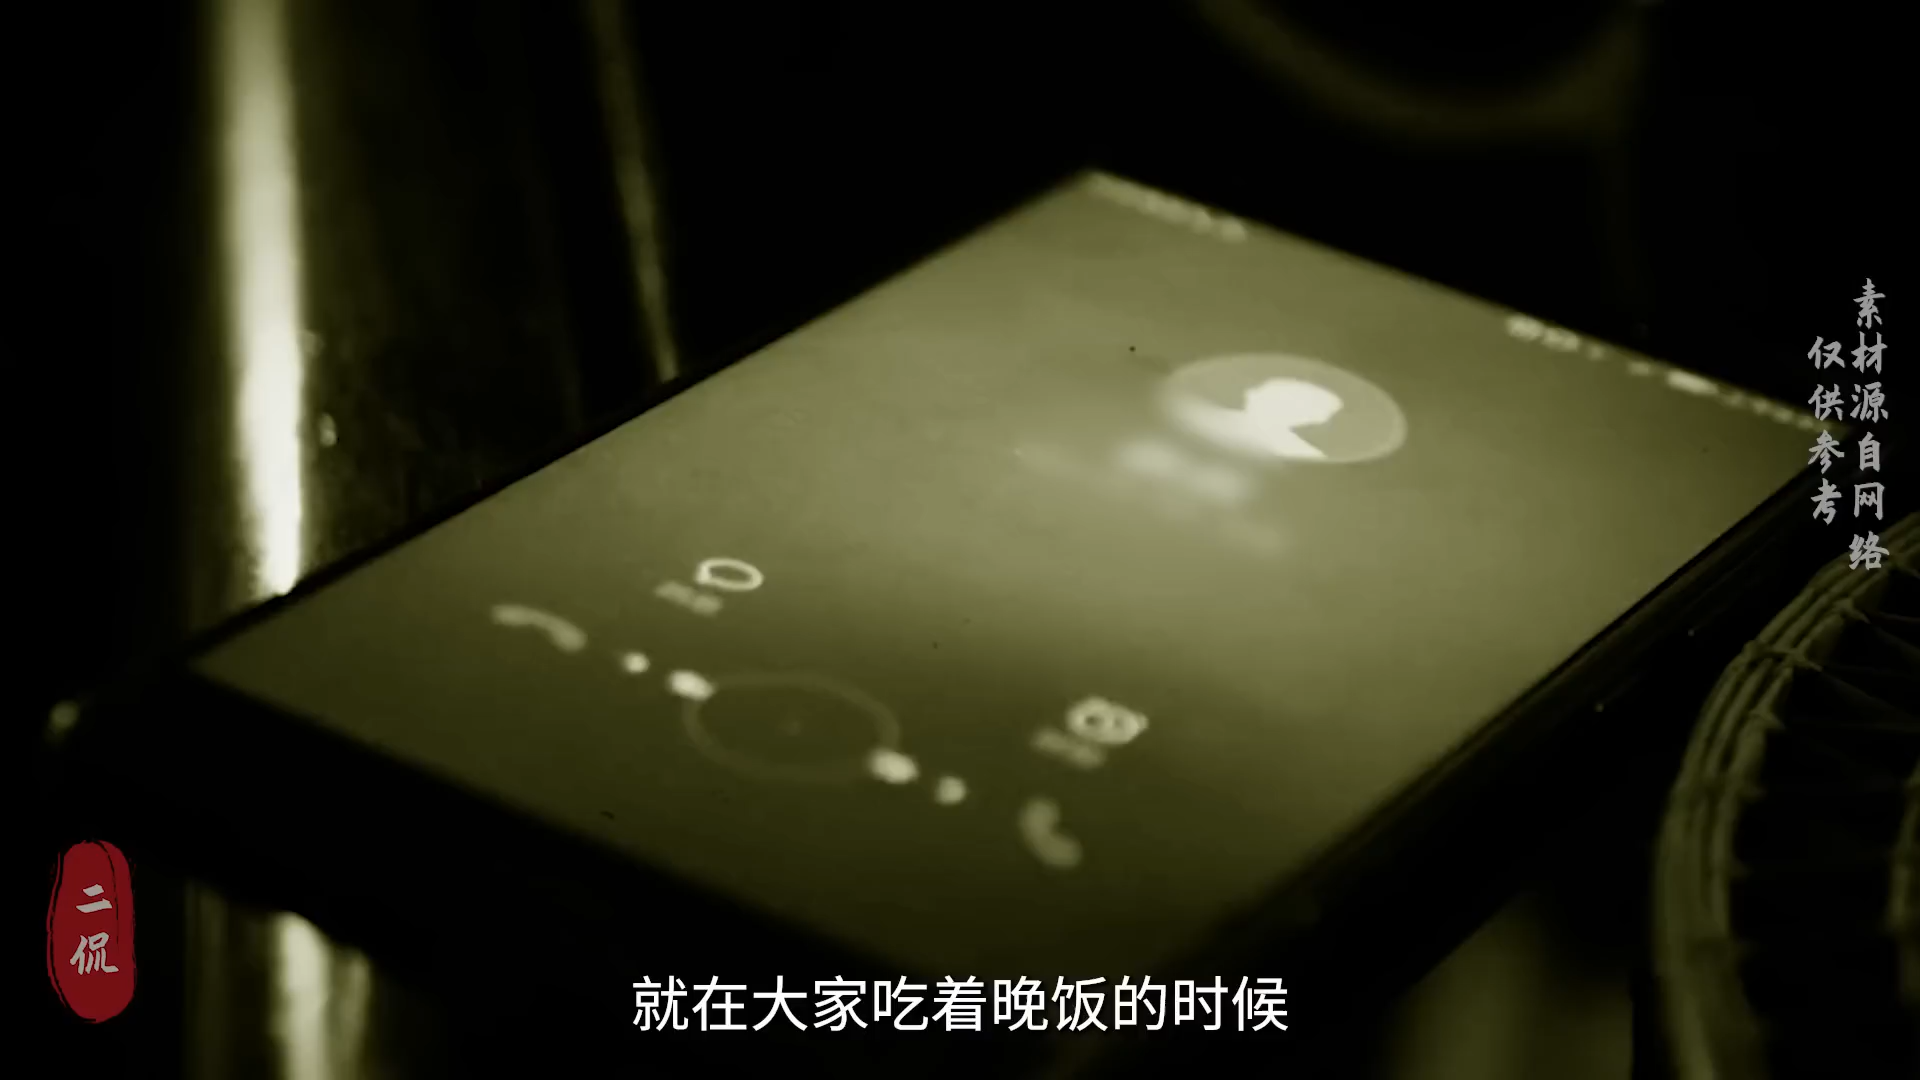 素材源自网络
仅供参考
二侃
就在大家吃着晚饭的时候